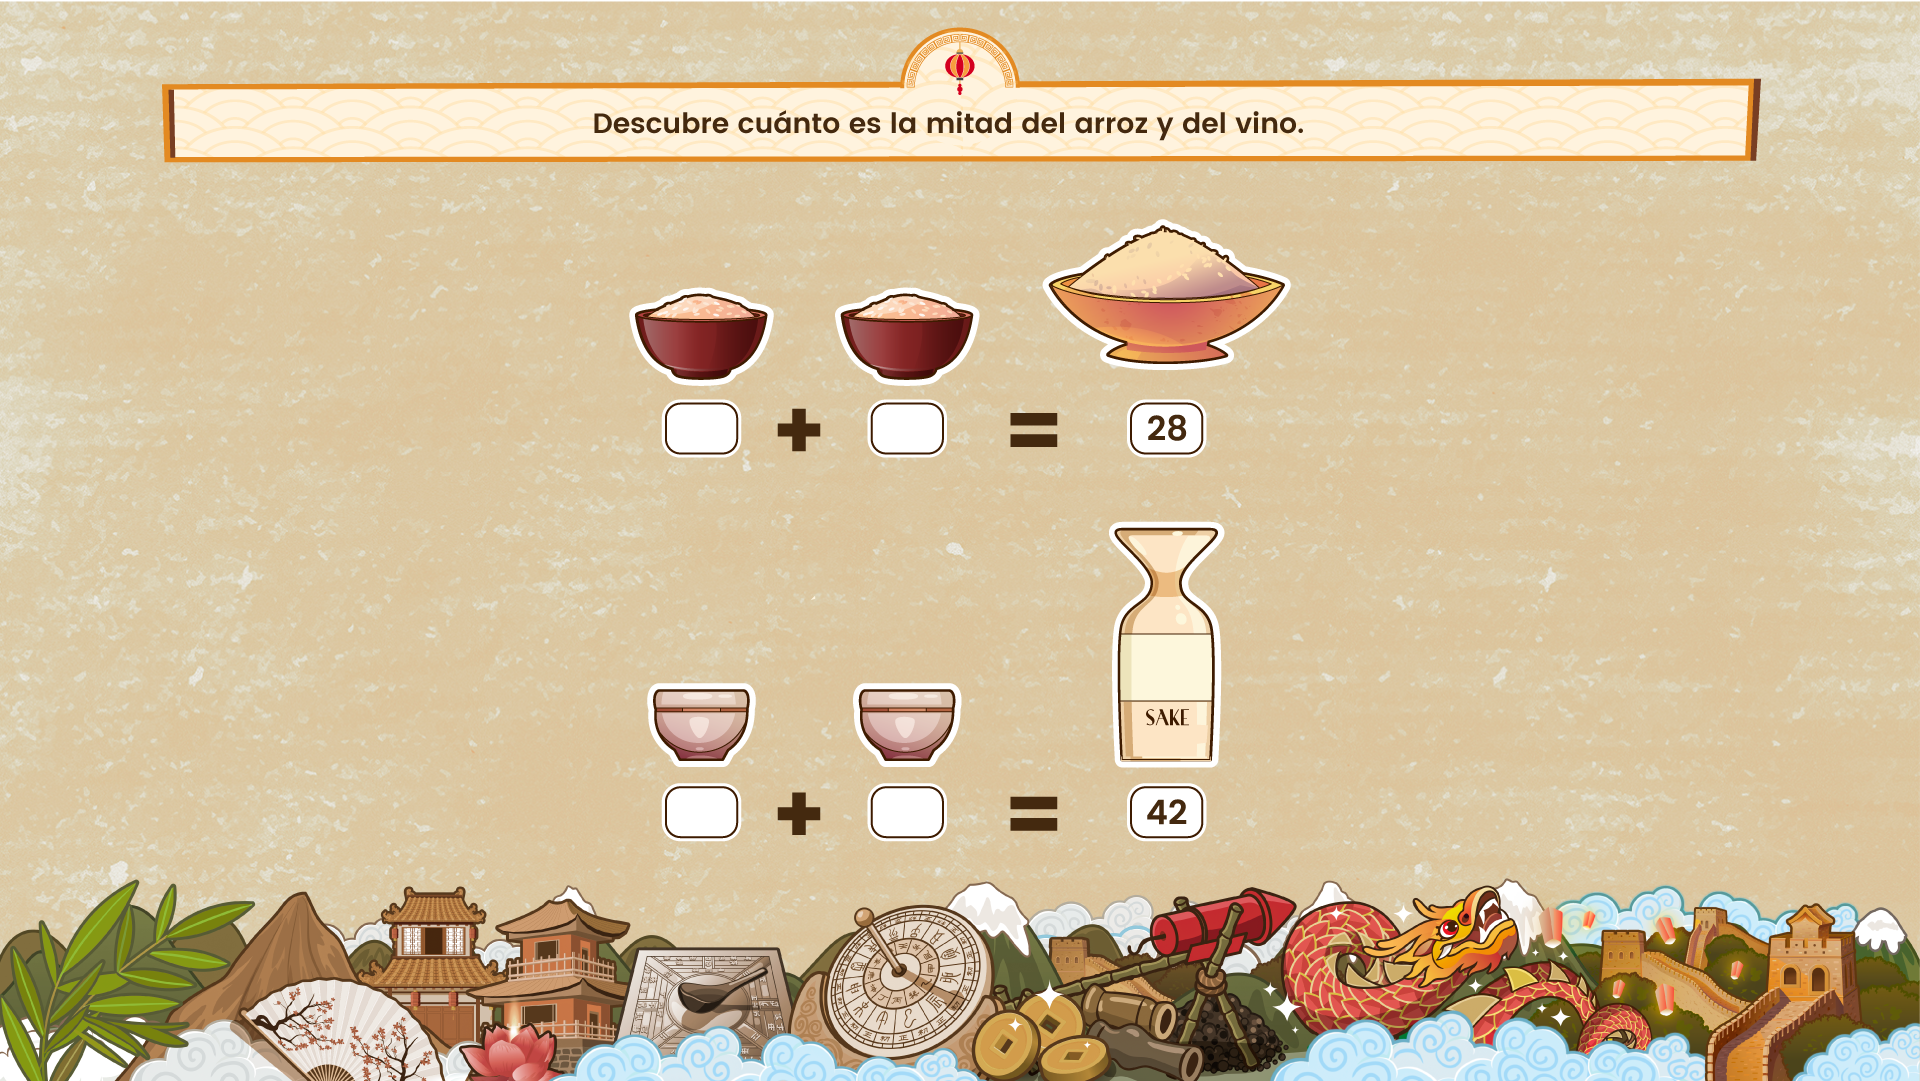 Descubre cuánto es la mitad del arroz y del vino.
+ = 28
SAKE
+ = 42